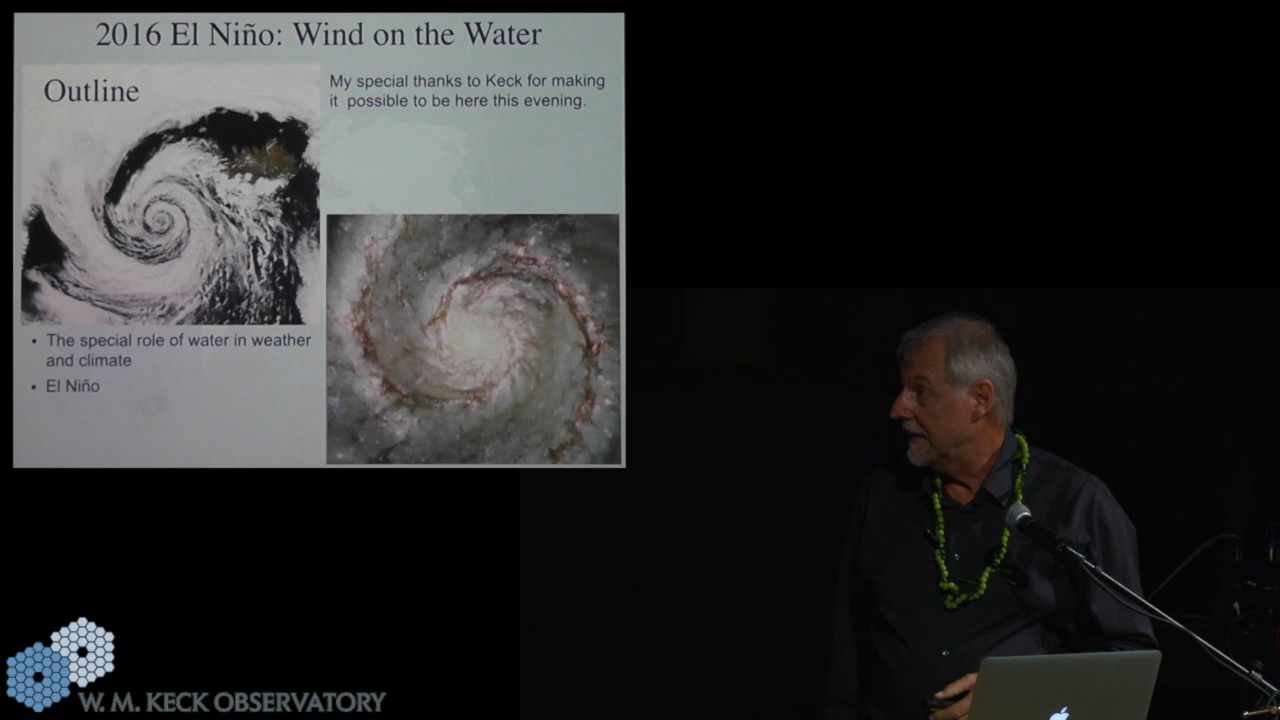 2016 El Niño: Wind on the Water
Outline
My special thanks to Keck for making
it possible to be here this evening.
• The special role of water in weather
and climate
• El Niño
W. M. KECK OBSERVATORY